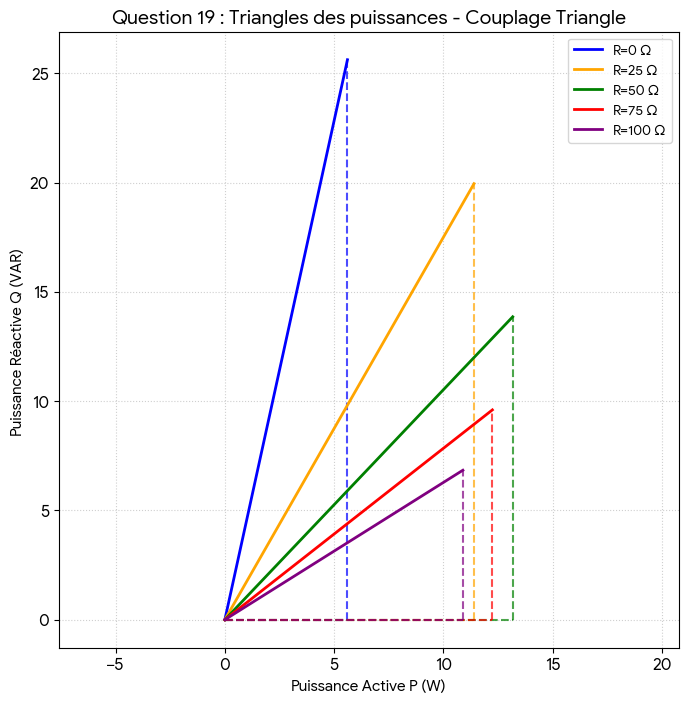 Question 19 : Triangles des puissances - Couplage Triangle
R=0 Ω
R=25 Ω
R=50 Ω
R=75 Ω
R=100 Ω
Puissance Réactive Q (VAR)
25
20
15
10
5
0
−5
0
5
10
15
20
Puissance Active P (W)